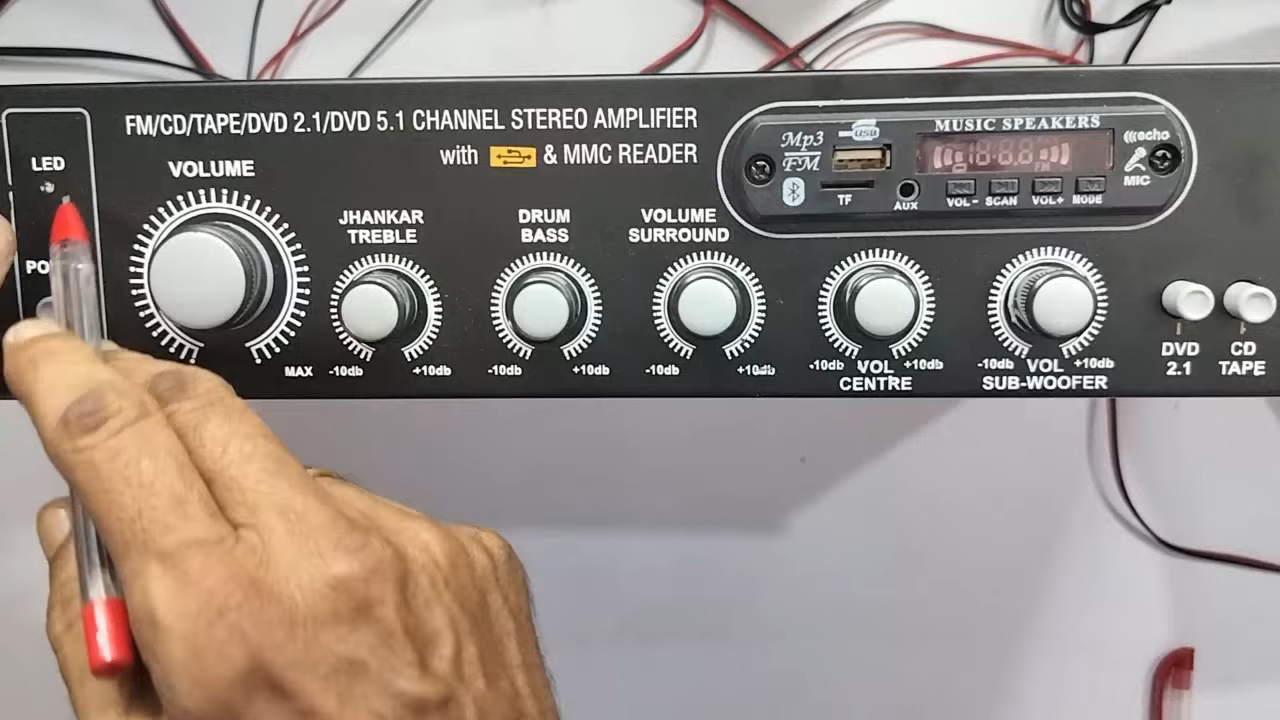 FM/CD/TAPE/DVD 2.1/DVD 5.1 CHANNEL STEREO AMPLIFIER
with & MMC READER
LED
VOLUME
MAX
JHANKAR
TREBLE
-10db +10db
DRUM
BASS
-10db +10db
VOLUME
SURROUND
-10db +10db
-10db VOL +10db
CENTRE
-10db VOL +10db
SUB-WOOFER
MUSIC SPEAKERS
Mp3
FM
USB
TF
AUX
FM
VOL- SCAN VOL+ MODE
echo
MIC
DVD
2.1
CD
TAPE